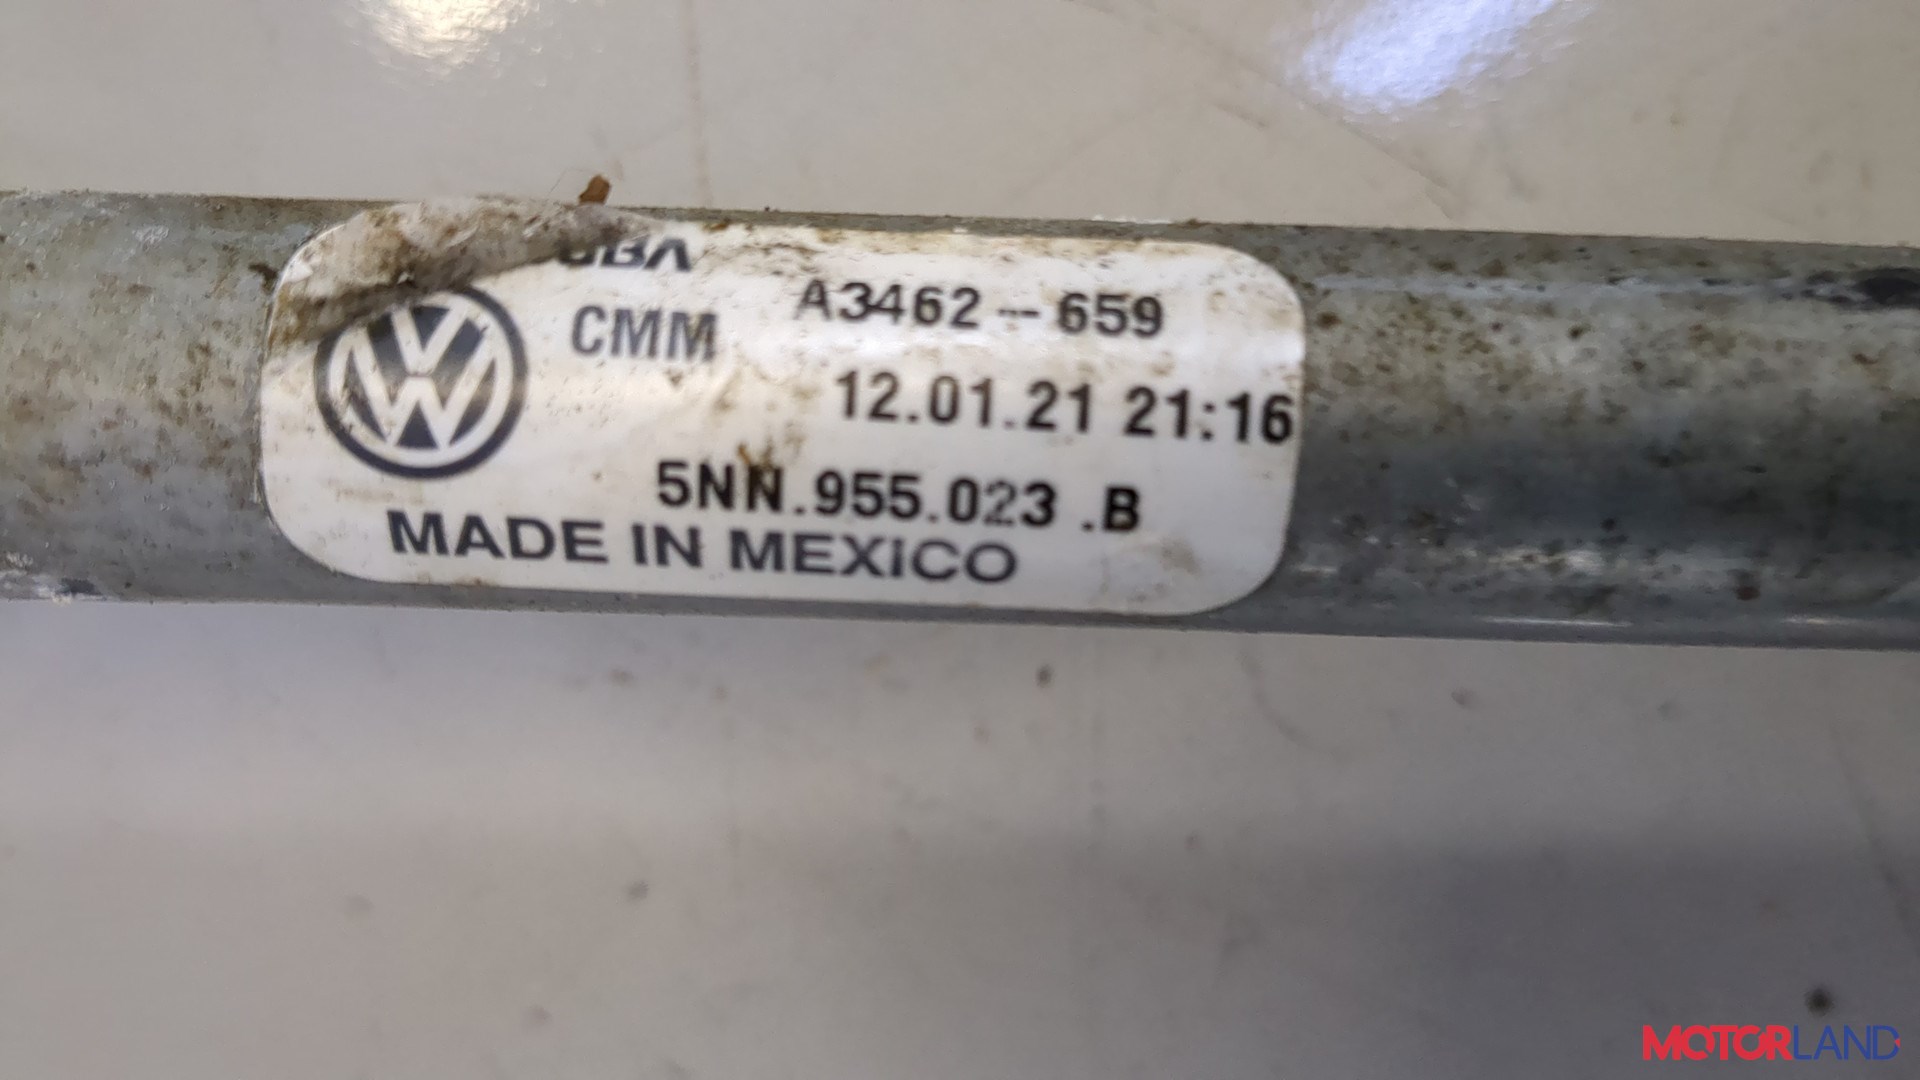 A3462--659
CMM
12.01.21 21:16
5NN.955.023 .B
MADE IN MEXICO
MOTORLAND